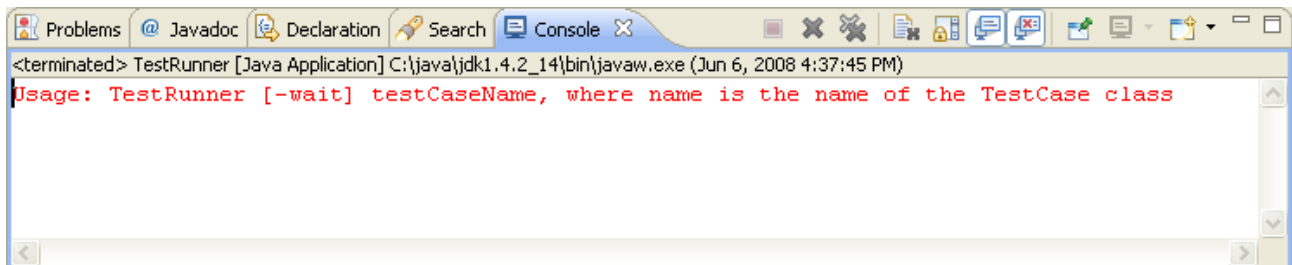 Problems @ Javadoc Declaration Search Console
<terminated> TestRunner [Java Application] C:\java\jdk1.4.2_14\bin\javaw.exe (Jun 6, 2008 4:37:45 PM)
Usage: TestRunner [-wait] testCaseName, where name is the name of the TestCase class